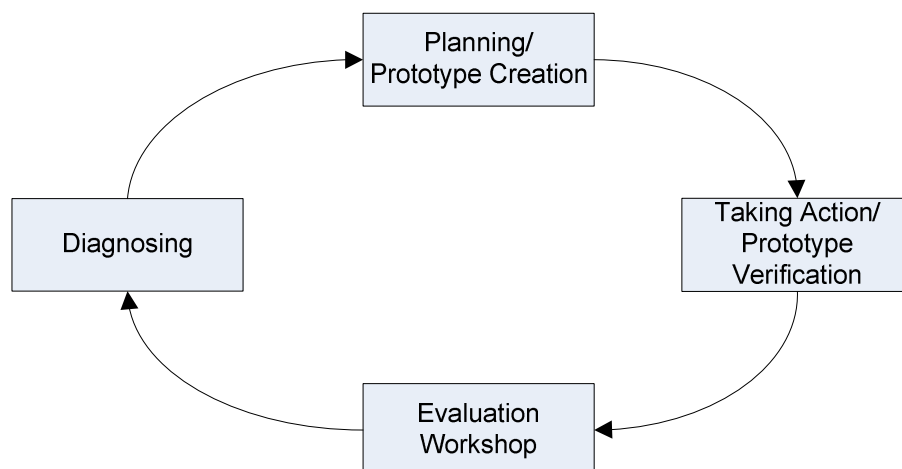 Planning/
Prototype Creation
Taking Action/
Prototype
Verification
Diagnosing
Evaluation
Workshop